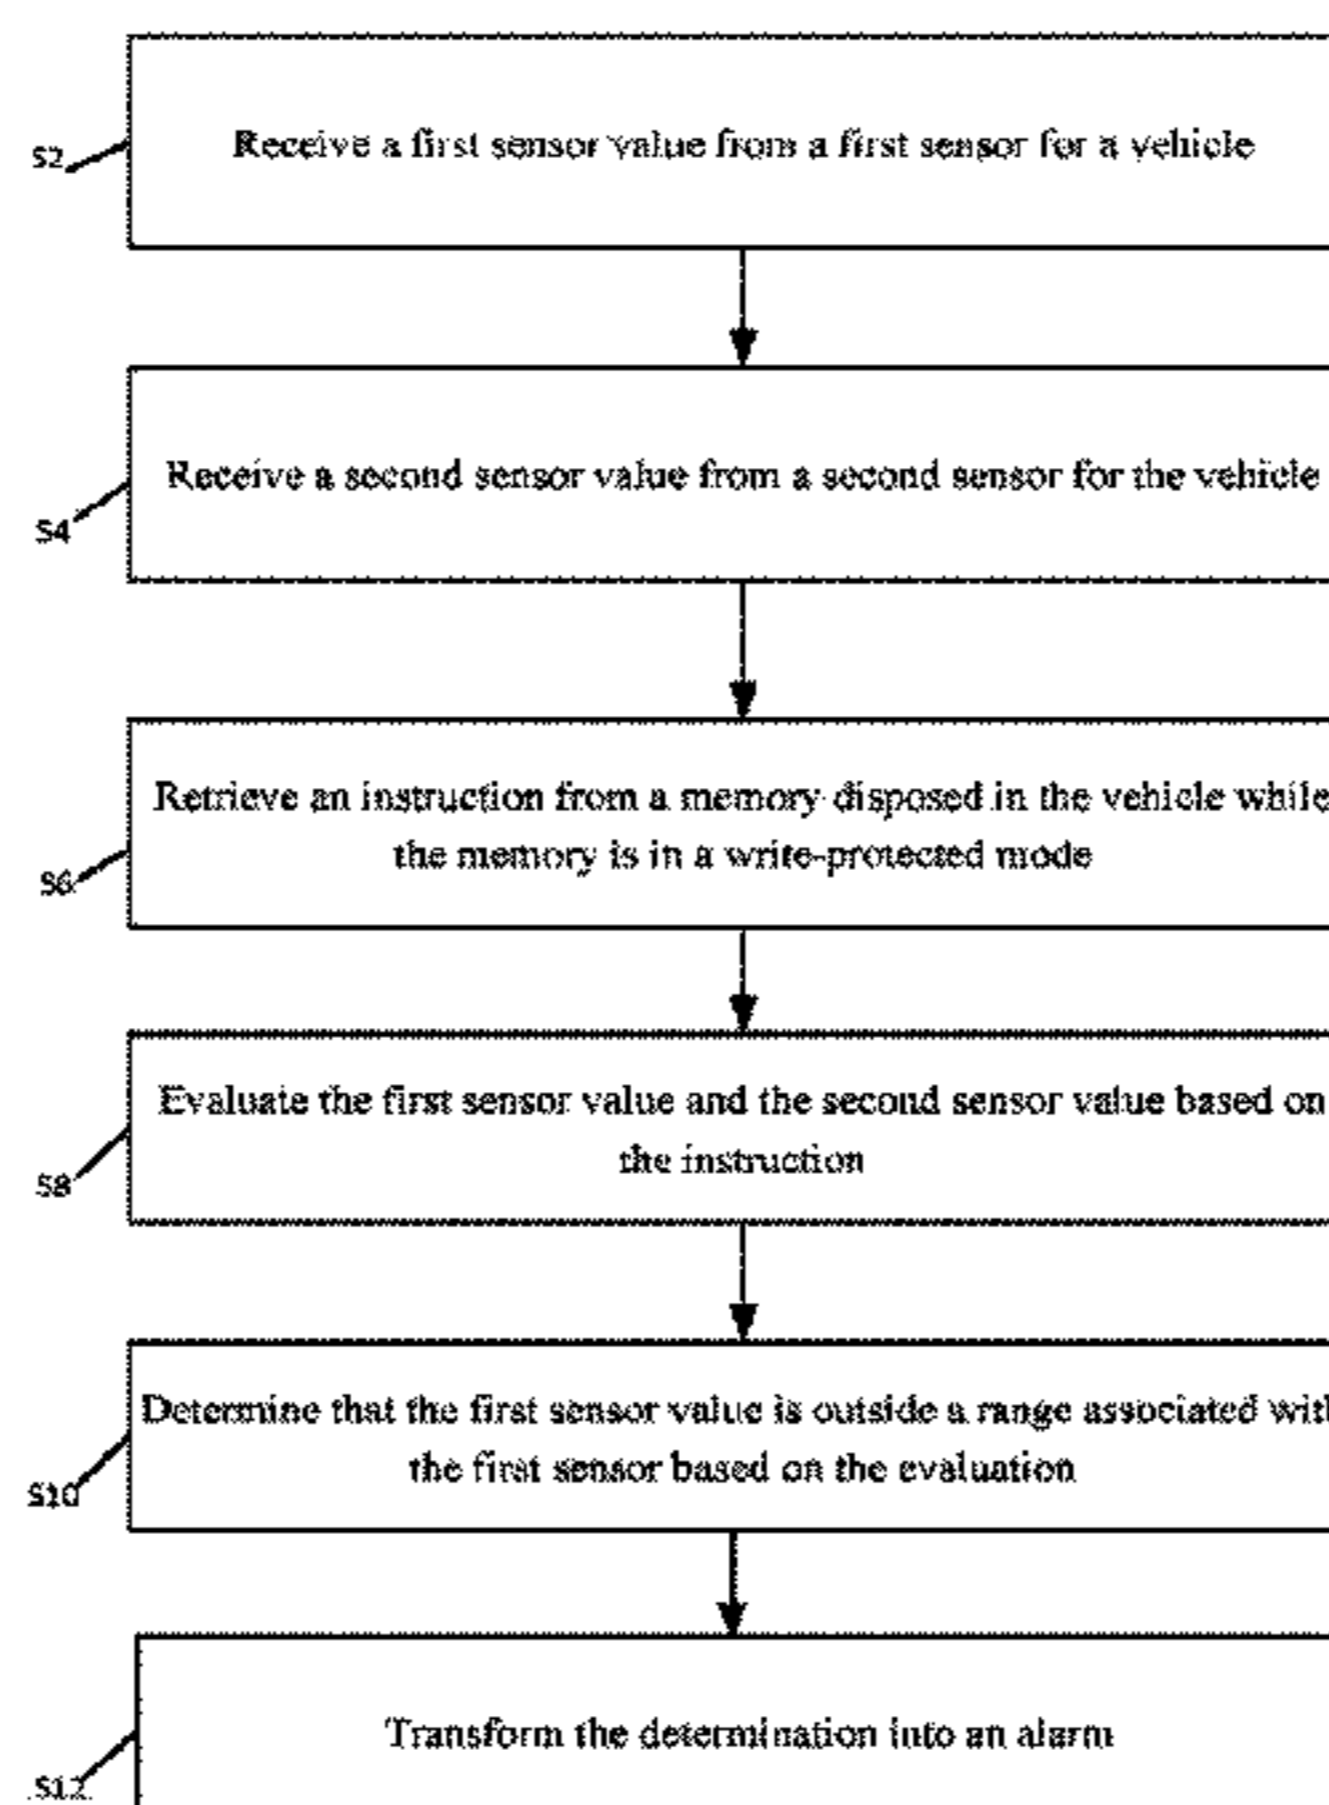 Receive a first sensor value from a first sensor for a vehicle
S2
Receive a second sensor value from a second sensor for the vehicle
S4
Retrieve an instruction from a memory disposed in the vehicle while
the memory is in a write-protected mode
S6
Evaluate the first sensor value and the second sensor value based on
the instruction
S8
Determine that the first sensor value is outside a range associated with
the first sensor based on the evaluation
S10
Transform the determination into an alarm
S12